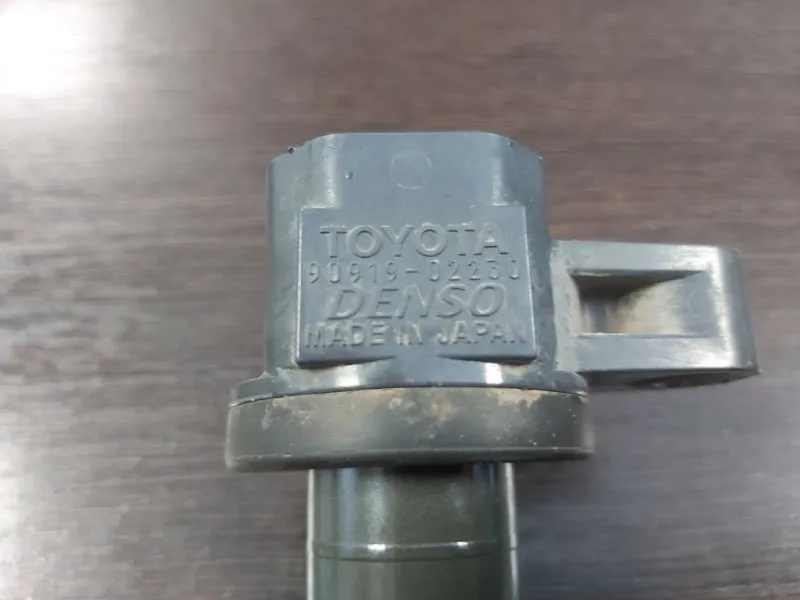 TOYOTA
90919-02230
DENSO
MADE IN JAPAN